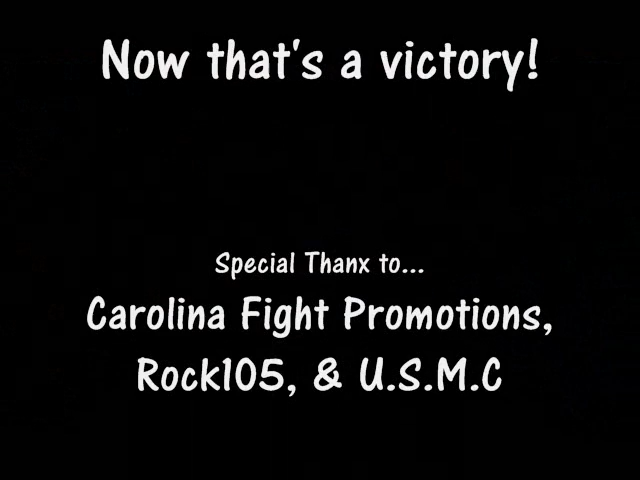 Now that's a victory!
Special Thanx to...
Carolina Fight Promotions,
Rock105, & U.S.M.C